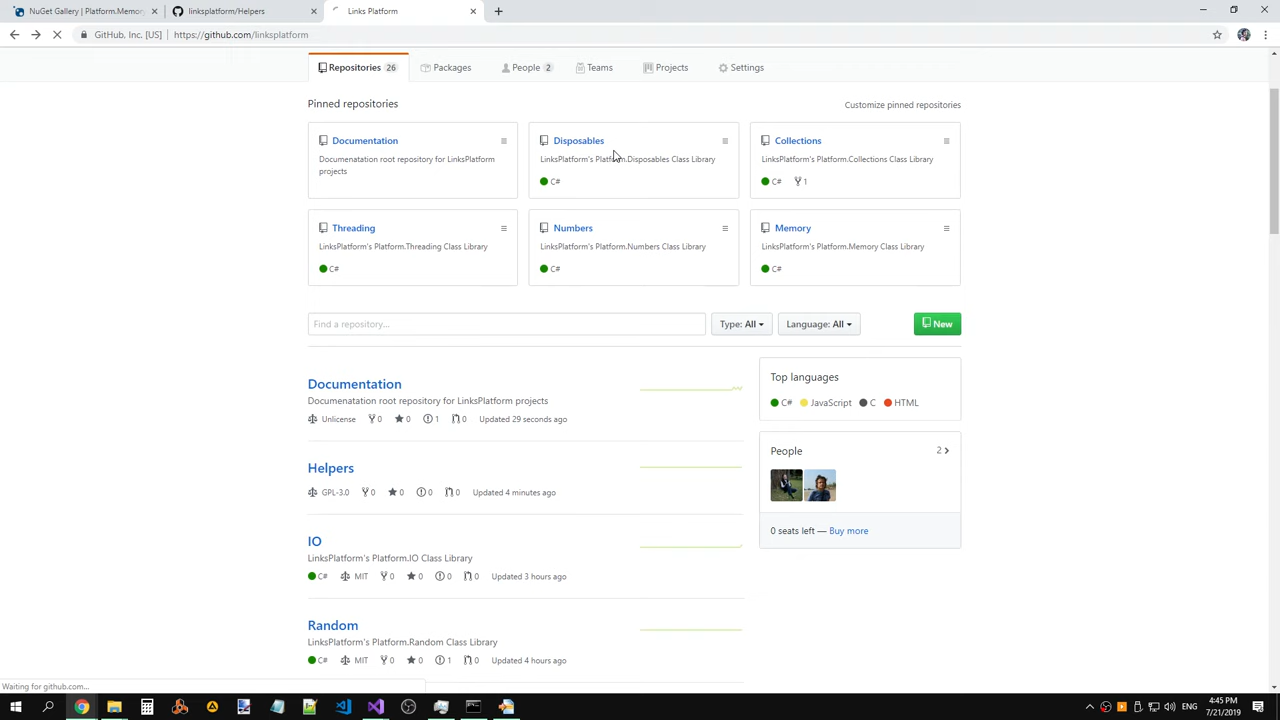 NuGet Gallery | Platform.Memory
linksplatform/Helpers
Links Platform
GitHub, Inc. [US]
https://github.com/linksplatform
Repositories 26
Packages
People 2
Teams
Projects
Settings
Pinned repositories
Customize pinned repositories
Documentation
Documenatation root repository for LinksPlatform
projects
Disposables
LinksPlatform's Platform.Disposables Class Library
C#
Collections
LinksPlatform's Platform.Collections Class Library
C# 1
Threading
LinksPlatform's Platform.Threading Class Library
C#
Numbers
LinksPlatform's Platform.Numbers Class Library
C#
Memory
LinksPlatform's Platform.Memory Class Library
C#
Find a repository...
Type: All
Language: All
New
Documentation
Documenatation root repository for LinksPlatform projects
Unlicense 0 0 1 0 Updated 29 seconds ago
Helpers
GPL-3.0 0 0 0 0 Updated 4 minutes ago
IO
LinksPlatform's Platform.IO Class Library
C# MIT 0 0 0 0 Updated 3 hours ago
Random
LinksPlatform's Platform.Random Class Library
C# MIT 0 0 1 0 Updated 4 hours ago
Top languages
C# JavaScript C HTML
People
2
0 seats left — Buy more
Waiting for github.com...
ENG
4:45 PM
7/21/2019